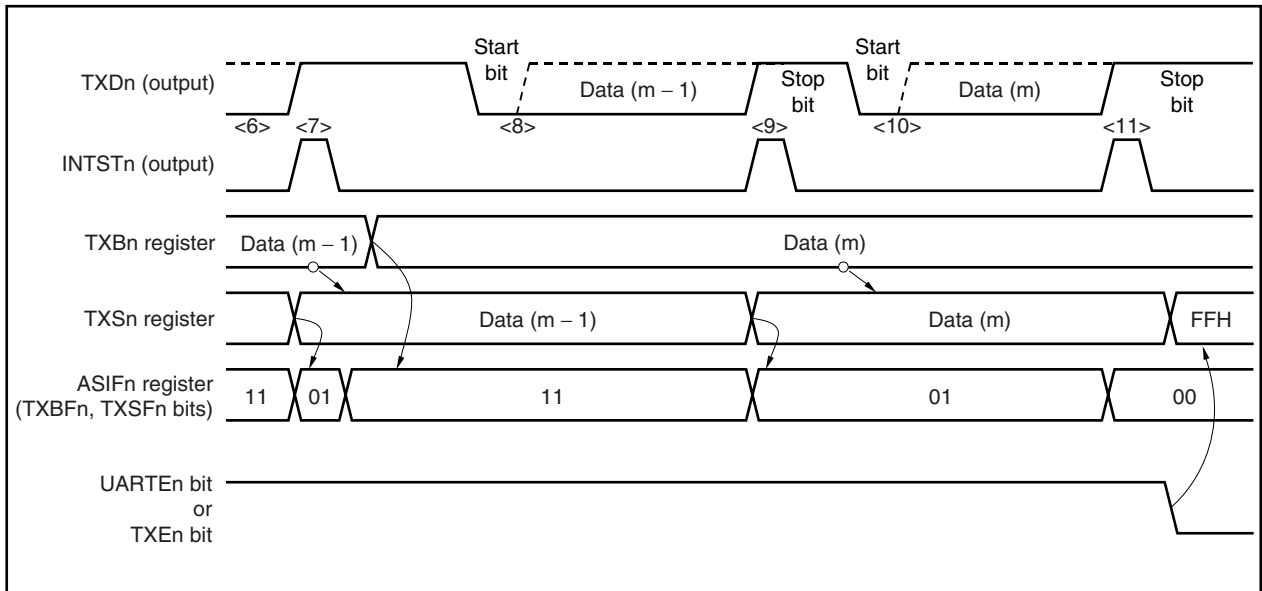 Start
bit
Start
bit
TXDn (output)
Data (m – 1)
Stop
bit
Data (m)
Stop
bit
<6> <7> <8> <9> <10> <11>
INTSTn (output)
TXBn register
Data (m – 1)
Data (m)
TXSn register
Data (m – 1)
Data (m)
FFH
ASIFn register
(TXBFn, TXSFn bits)
11
01
11
01
00
UARTEn bit
or
TXEn bit